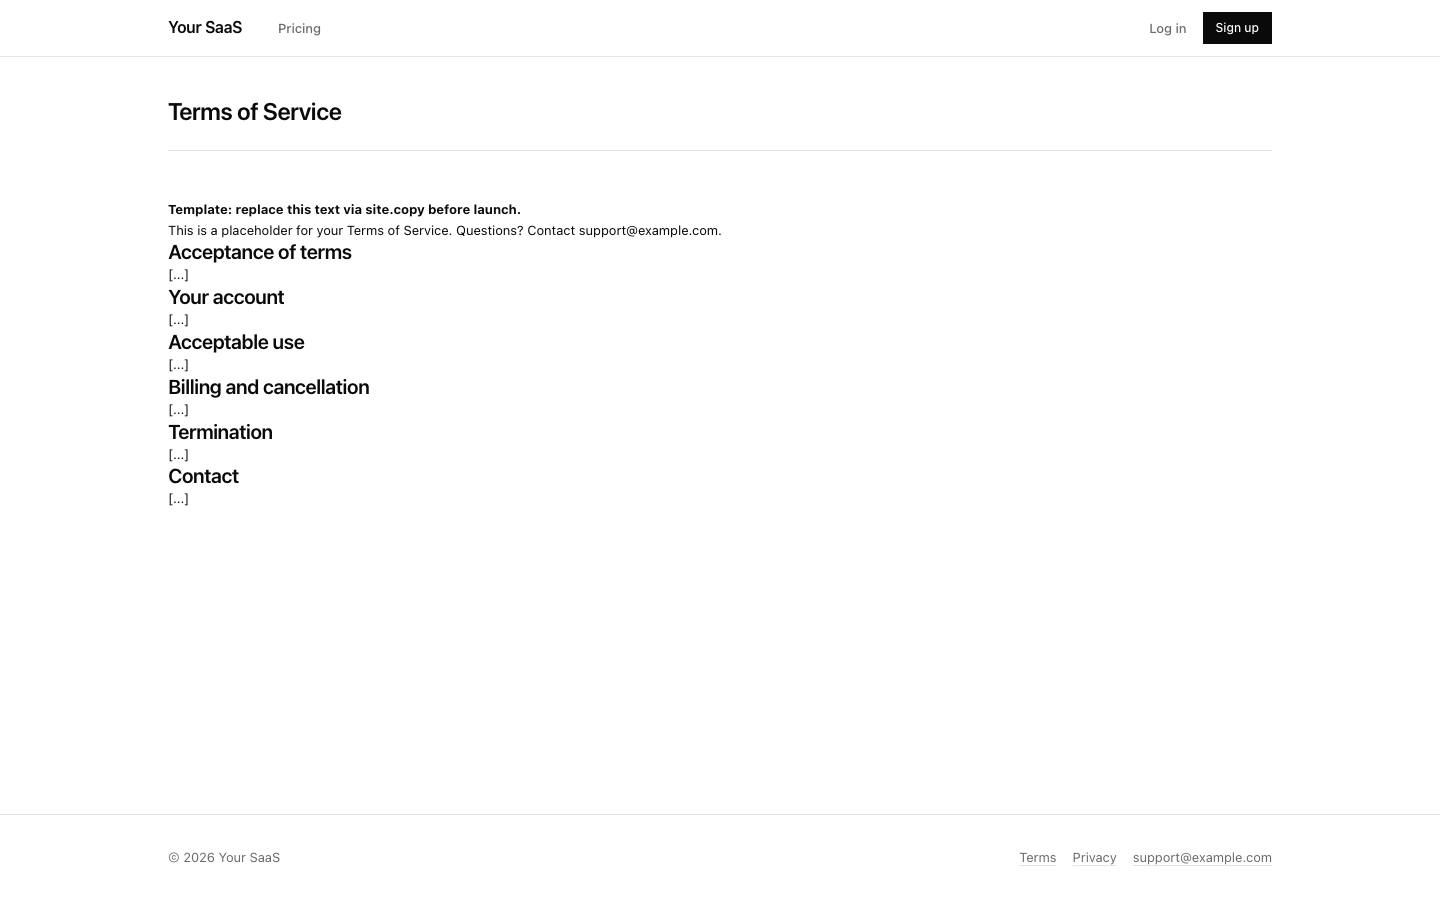 Your SaaS Pricing Log in Sign up
Terms of Service
Template: replace this text via site.copy before launch.
This is a placeholder for your Terms of Service. Questions? Contact support@example.com.
Acceptance of terms
[…]
Your account
[…]
Acceptable use
[…]
Billing and cancellation
[…]
Termination
[…]
Contact
[…]
© 2026 Your SaaS Terms Privacy support@example.com